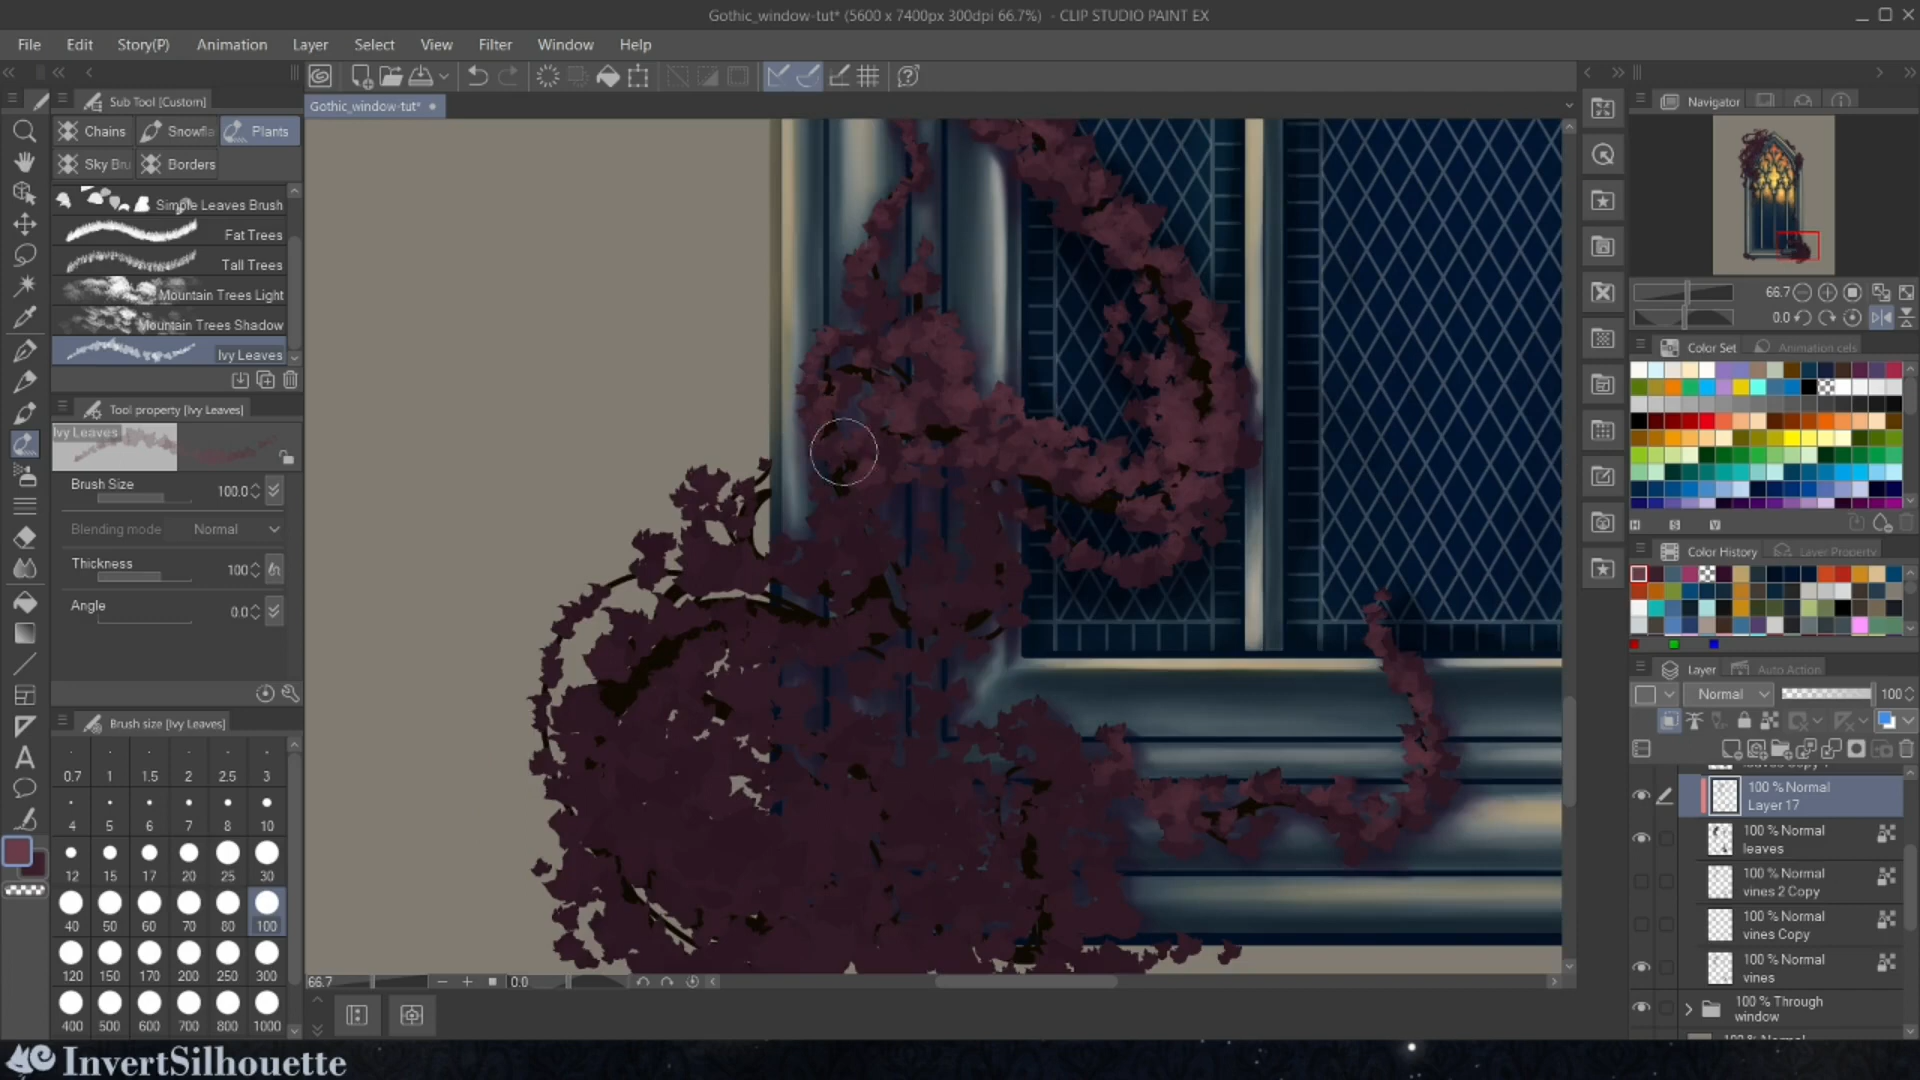 Gothic_window-tut* (5600 x 7400px 300dpi 66.7%)  - CLIP STUDIO PAINT EX
File Edit Story(P) Animation Layer Select View Filter Window Help
Sub Tool [Custom]
Gothic_window-tut*
Navigator
Chains Snowfla Plants
Sky Bru Borders
Simple Leaves Brush
Fat Trees
Tall Trees
Mountain Trees Light
Mountain Trees Shadow
Ivy Leaves
Tool property [Ivy Leaves]
Ivy Leaves
Brush Size 100.0
Blending mode Normal
Thickness 100
Angle 0.0
Brush size [Ivy Leaves]
0.7 1 1.5 2 2.5 3
4 5 6 7 8 10
12 15 17 20 25 30
40 50 60 70 80 100
120 150 170 200 250 300
400 500 600 700 800 1000
66.7 0:0
66.7
0.0
Color Set Animation cels
H S V
Color History Layer Property
Layer Auto Action
Normal 100
100 % Normal
Layer 17
100 % Normal
leaves
100 % Normal
vines 2 Copy
100 % Normal
vines Copy
100 % Normal
vines
100 % Through
window
InvertSilhouette